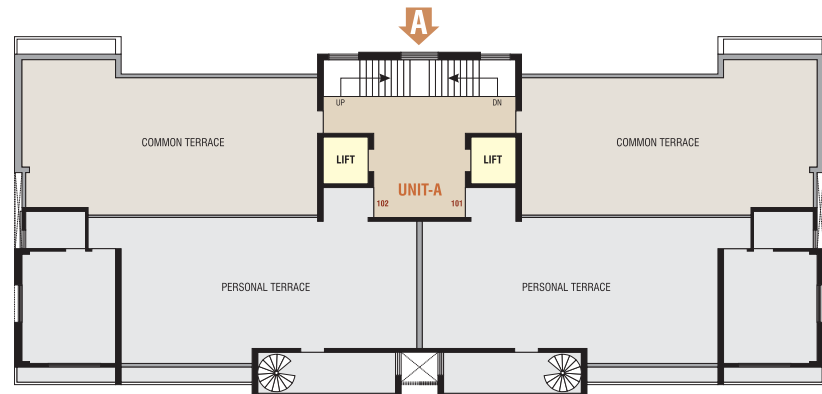 A
UP
DN
COMMON TERRACE
COMMON TERRACE
LIFT
LIFT
UNIT-A
102
101
PERSONAL TERRACE
PERSONAL TERRACE